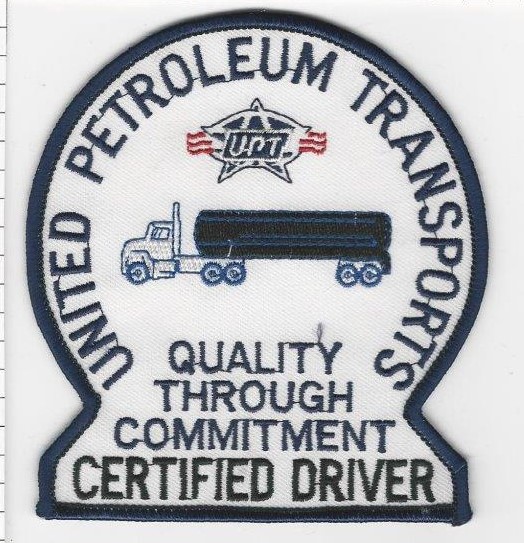 UNITED PETROLEUM TRANSPORTS
UPT
QUALITY
THROUGH
COMMITMENT
CERTIFIED DRIVER